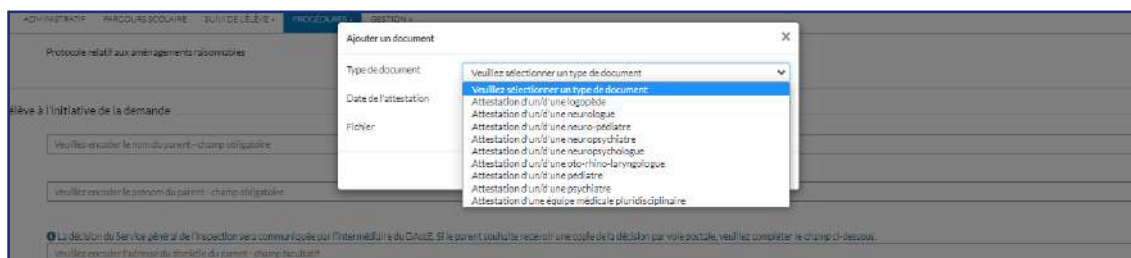 ADMINISTRATIF PARCOURS SCOLAIRE SUIVI DE L'ÉLÈVE PROCÉDURES GESTION
Ajouter un document ×
Protocole relatif aux aménagements raisonnables
Type de document Veuillez sélectionner un type de document
Veuillez sélectionner un type de document
Date de l'attestation Attestation d'un/d'une logopède
élève à l'initiative de la demande
Attestation d'un/d'une neurologue
Fichier Attestation d'un/d'une neuro-pédiatre
Attestation d'un/d'une neuropsychiatre
Veuillez encoder le nom du parent - champ obligatoire
Attestation d'un/d'une neuropsychologue
Attestation d'un/d'une oto-rhino-laryngologue
Attestation d'un/d'une pédiatre
Veuillez encoder le prénom du parent - champ obligatoire
Attestation d'un/d'une psychiatre
Attestation d'une équipe médicale pluridisciplinaire
La décision du Service général de l'Inspection sera communiquée par l'intermédiaire du DAccE. Si le parent souhaite recevoir une copie de la décision par voie postale, veuillez compléter le champ ci-dessous.
Veuillez encoder l'adresse du domicile du parent - champ facultatif